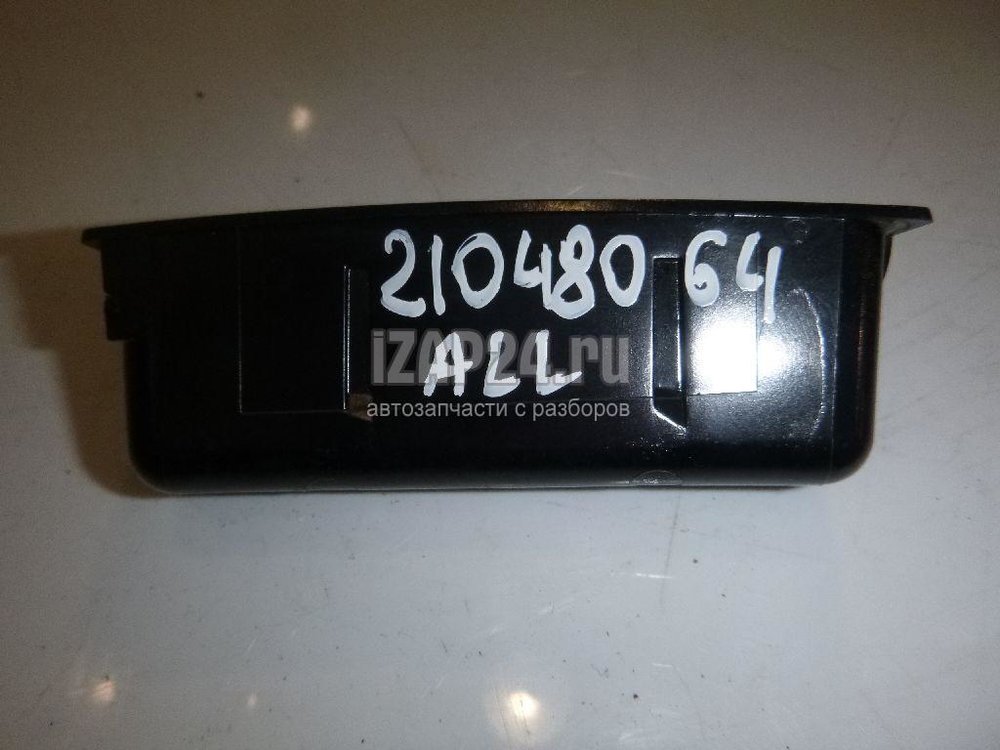 210480 64
iZAP24.ru
ALL
автозапчасти с разборов